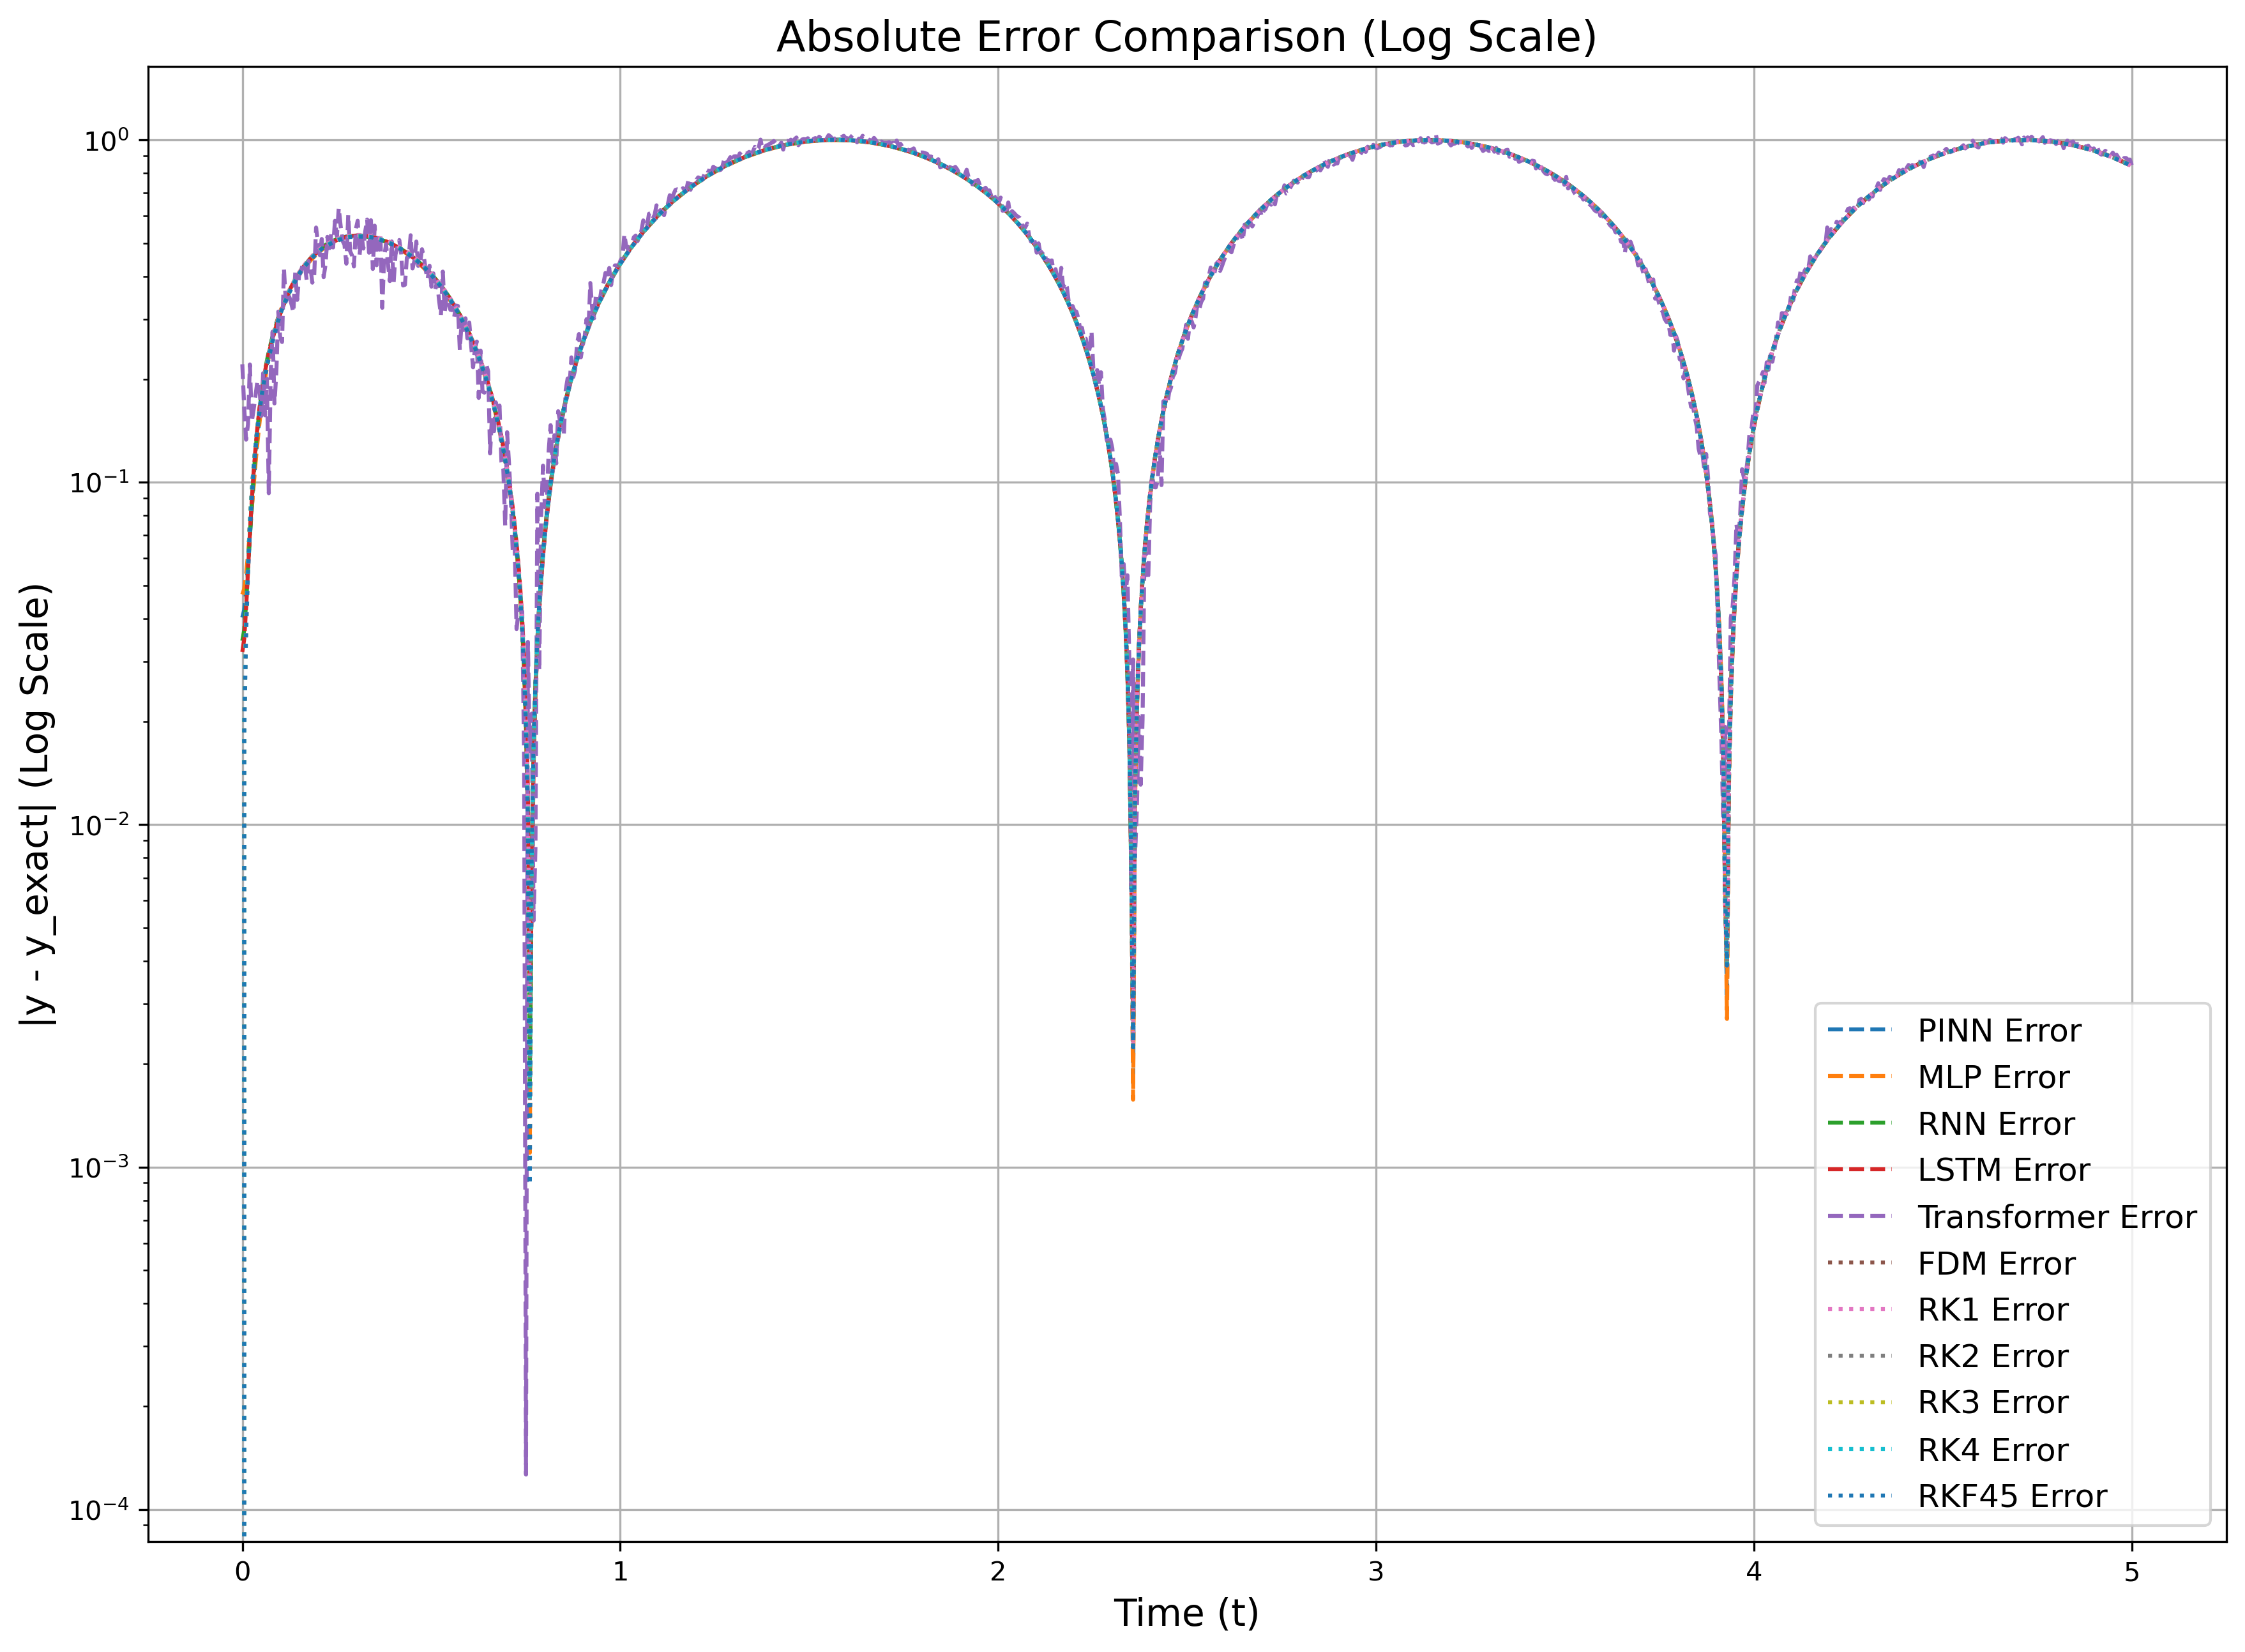 Absolute Error Comparison (Log Scale)
|y - y_exact| (Log Scale)
10⁰
10⁻¹
10⁻²
10⁻³
10⁻⁴
0 1 2 3 4 5
Time (t)
PINN Error
MLP Error
RNN Error
LSTM Error
Transformer Error
FDM Error
RK1 Error
RK2 Error
RK3 Error
RK4 Error
RKF45 Error